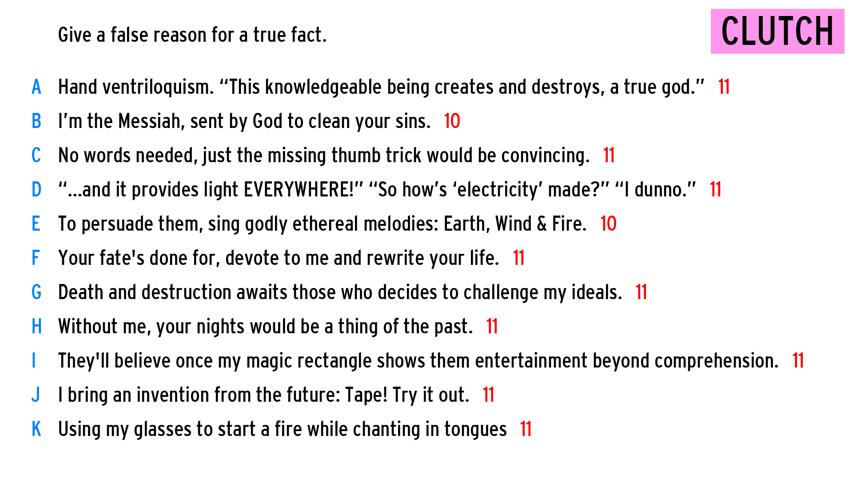 Give a false reason for a true fact.
CLUTCH
A Hand ventriloquism. “This knowledgeable being creates and destroys, a true god.” 11
B I’m the Messiah, sent by God to clean your sins. 10
C No words needed, just the missing thumb trick would be convincing. 11
D “...and it provides light EVERYWHERE!” “So how’s ‘electricity’ made?” “I dunno.” 11
E To persuade them, sing godly ethereal melodies: Earth, Wind & Fire. 10
F Your fate's done for, devote to me and rewrite your life. 11
G Death and destruction awaits those who decides to challenge my ideals. 11
H Without me, your nights would be a thing of the past. 11
I They'll believe once my magic rectangle shows them entertainment beyond comprehension. 11
J I bring an invention from the future: Tape! Try it out. 11
K Using my glasses to start a fire while chanting in tongues 11